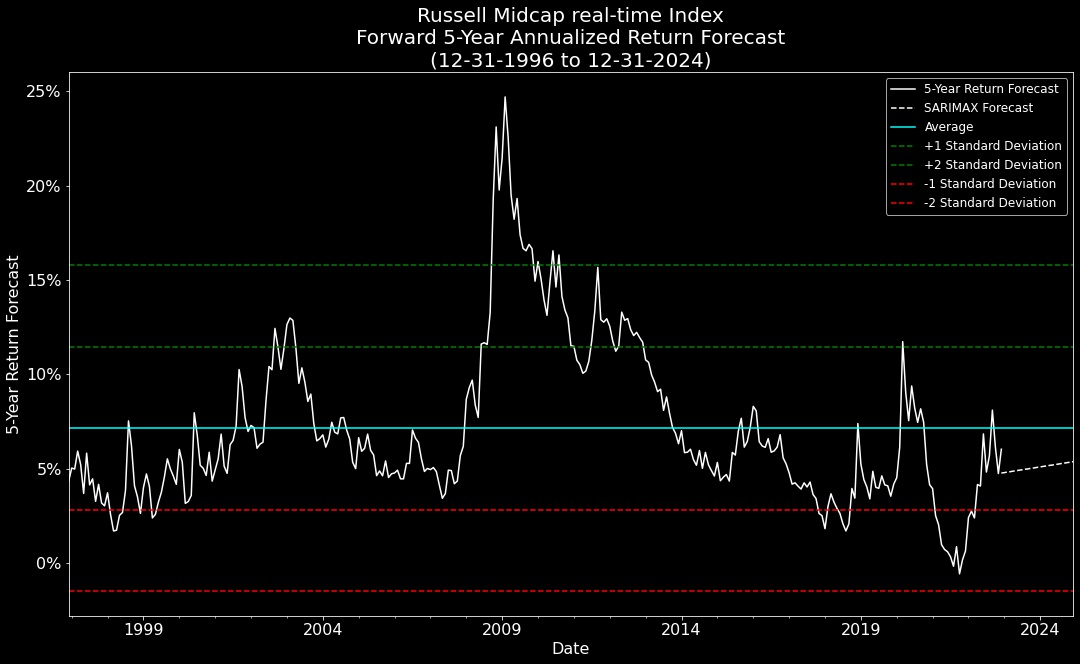 Russell Midcap real-time Index
Forward 5-Year Annualized Return Forecast
(12-31-1996 to 12-31-2024)
5-Year Return Forecast
25%
20%
15%
10%
5%
0%
5-Year Return Forecast
SARIMAX Forecast
Average
+1 Standard Deviation
+2 Standard Deviation
-1 Standard Deviation
-2 Standard Deviation
1999
2004
2009
2014
2019
2024
Date